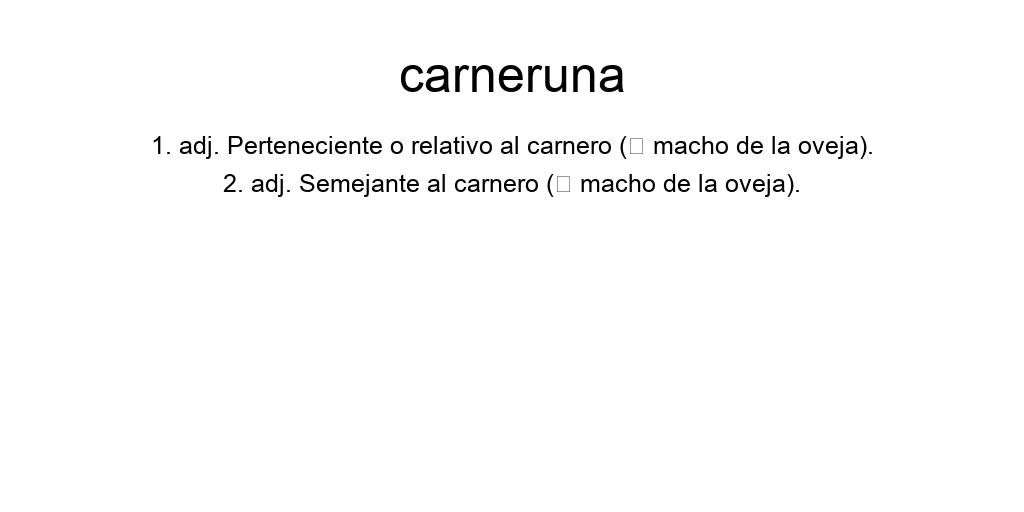 carneruna
1. adj. Perteneciente o relativo al carnero (□ macho de la oveja).
2. adj. Semejante al carnero (□ macho de la oveja).